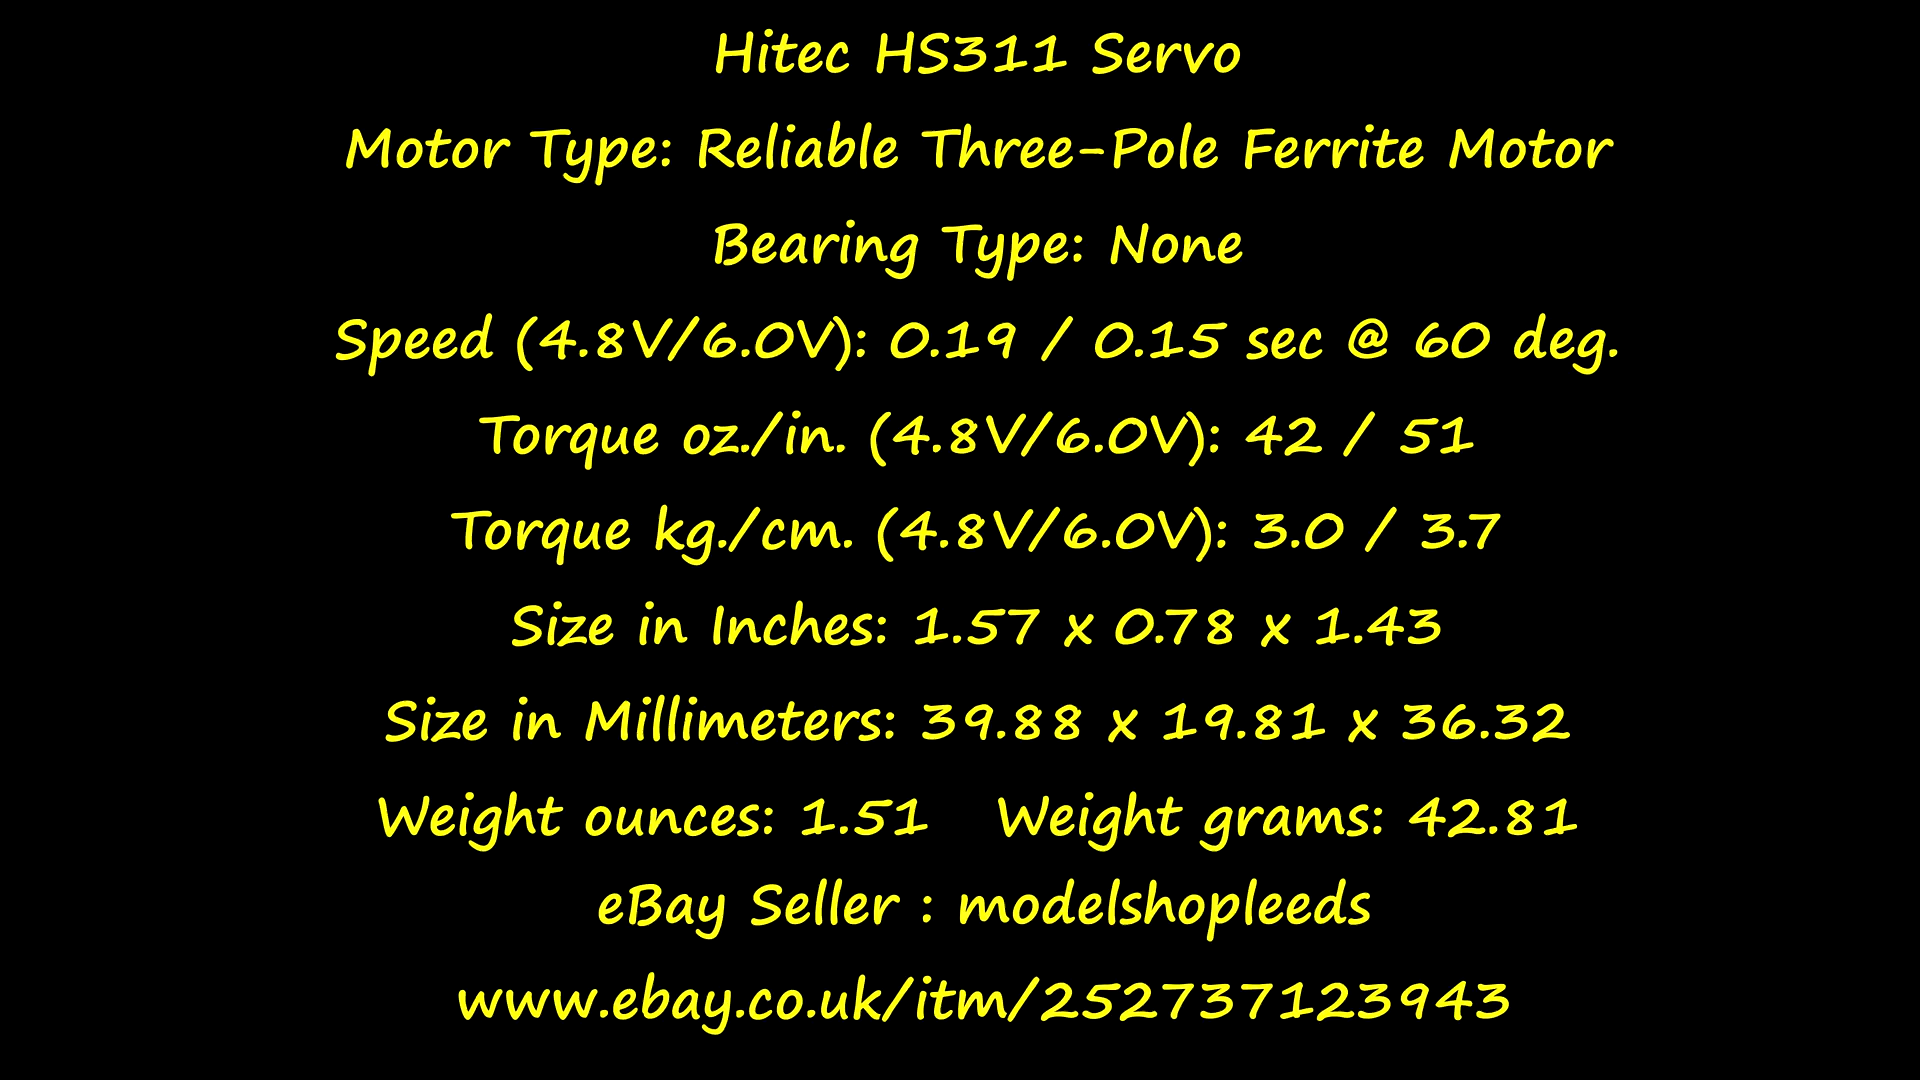 Hitec HS311 Servo
Motor Type: Reliable Three-Pole Ferrite Motor
Bearing Type: None
Speed (4.8V/6.0V): 0.19 / 0.15 sec @ 60 deg.
Torque oz./in. (4.8V/6.0V): 42 / 51
Torque kg./cm. (4.8V/6.0V): 3.0 / 3.7
Size in Inches: 1.57 x 0.78 x 1.43
Size in Millimeters: 39.88 x 19.81 x 36.32
Weight ounces: 1.51 Weight grams: 42.81
eBay Seller : modelshopleeds
www.ebay.co.uk/itm/252737123943